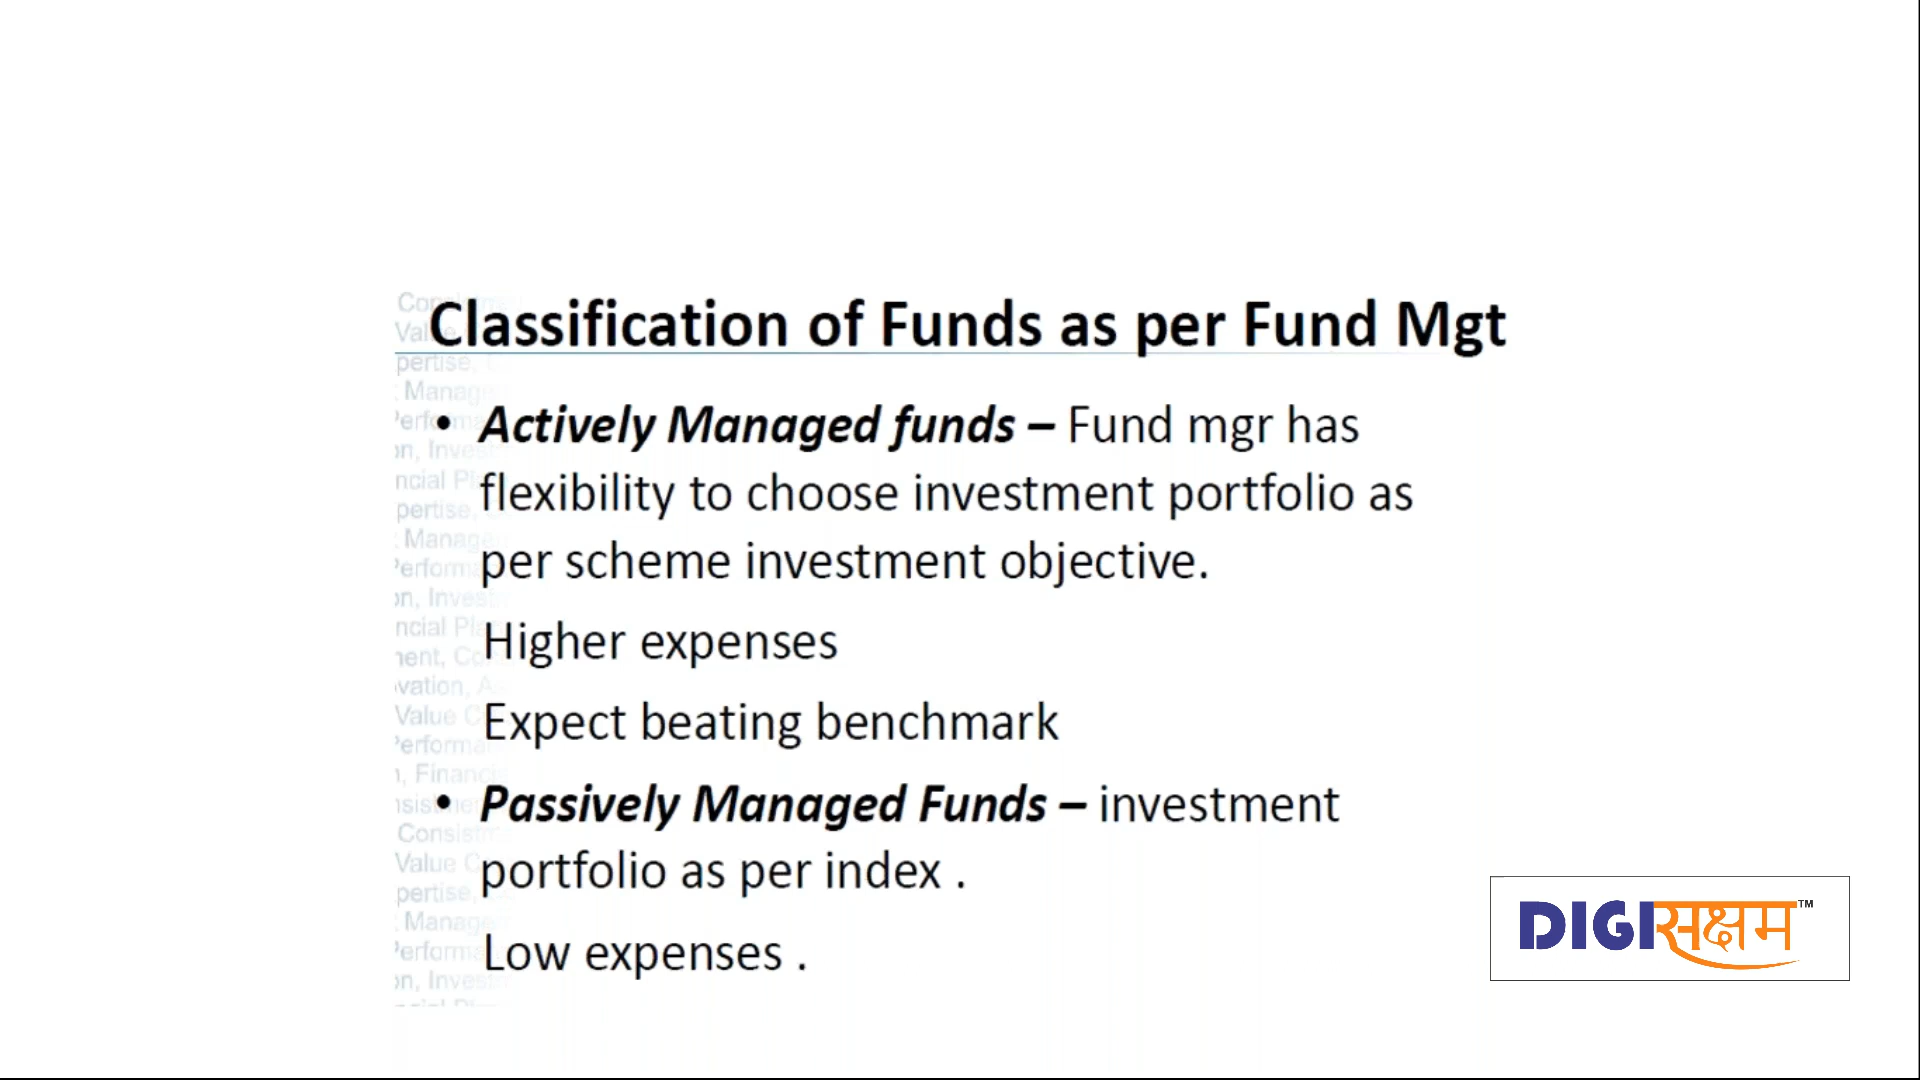 Classification of Funds as per Fund Mgt
• Actively Managed funds – Fund mgr has
flexibility to choose investment portfolio as
per scheme investment objective.
Higher expenses
Expect beating benchmark
• Passively Managed Funds – investment
portfolio as per index .
Low expenses .
DIGIसक्षम™